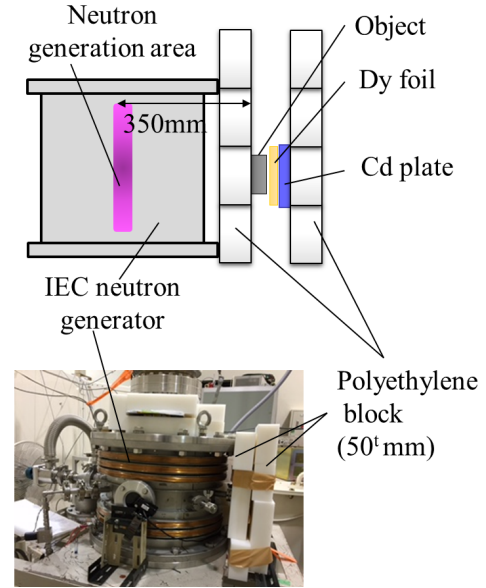 Neutron
generation area
Object
Dy foil
350mm
Cd plate
IEC neutron
generator
Polyethylene
block
(50ᵗ mm)